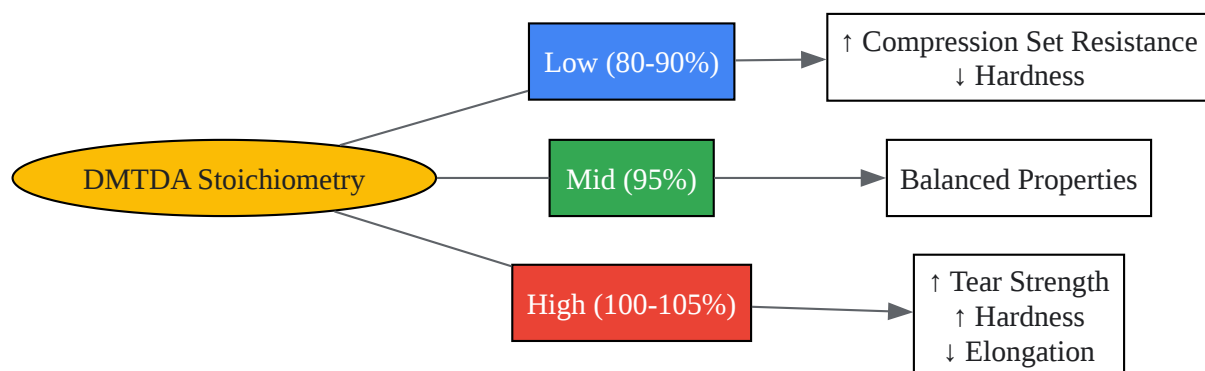 DMTDA Stoichiometry
Low (80-90%)
↑ Compression Set Resistance
↓ Hardness
Mid (95%)
Balanced Properties
High (100-105%)
↑ Tear Strength
↑ Hardness
↓ Elongation